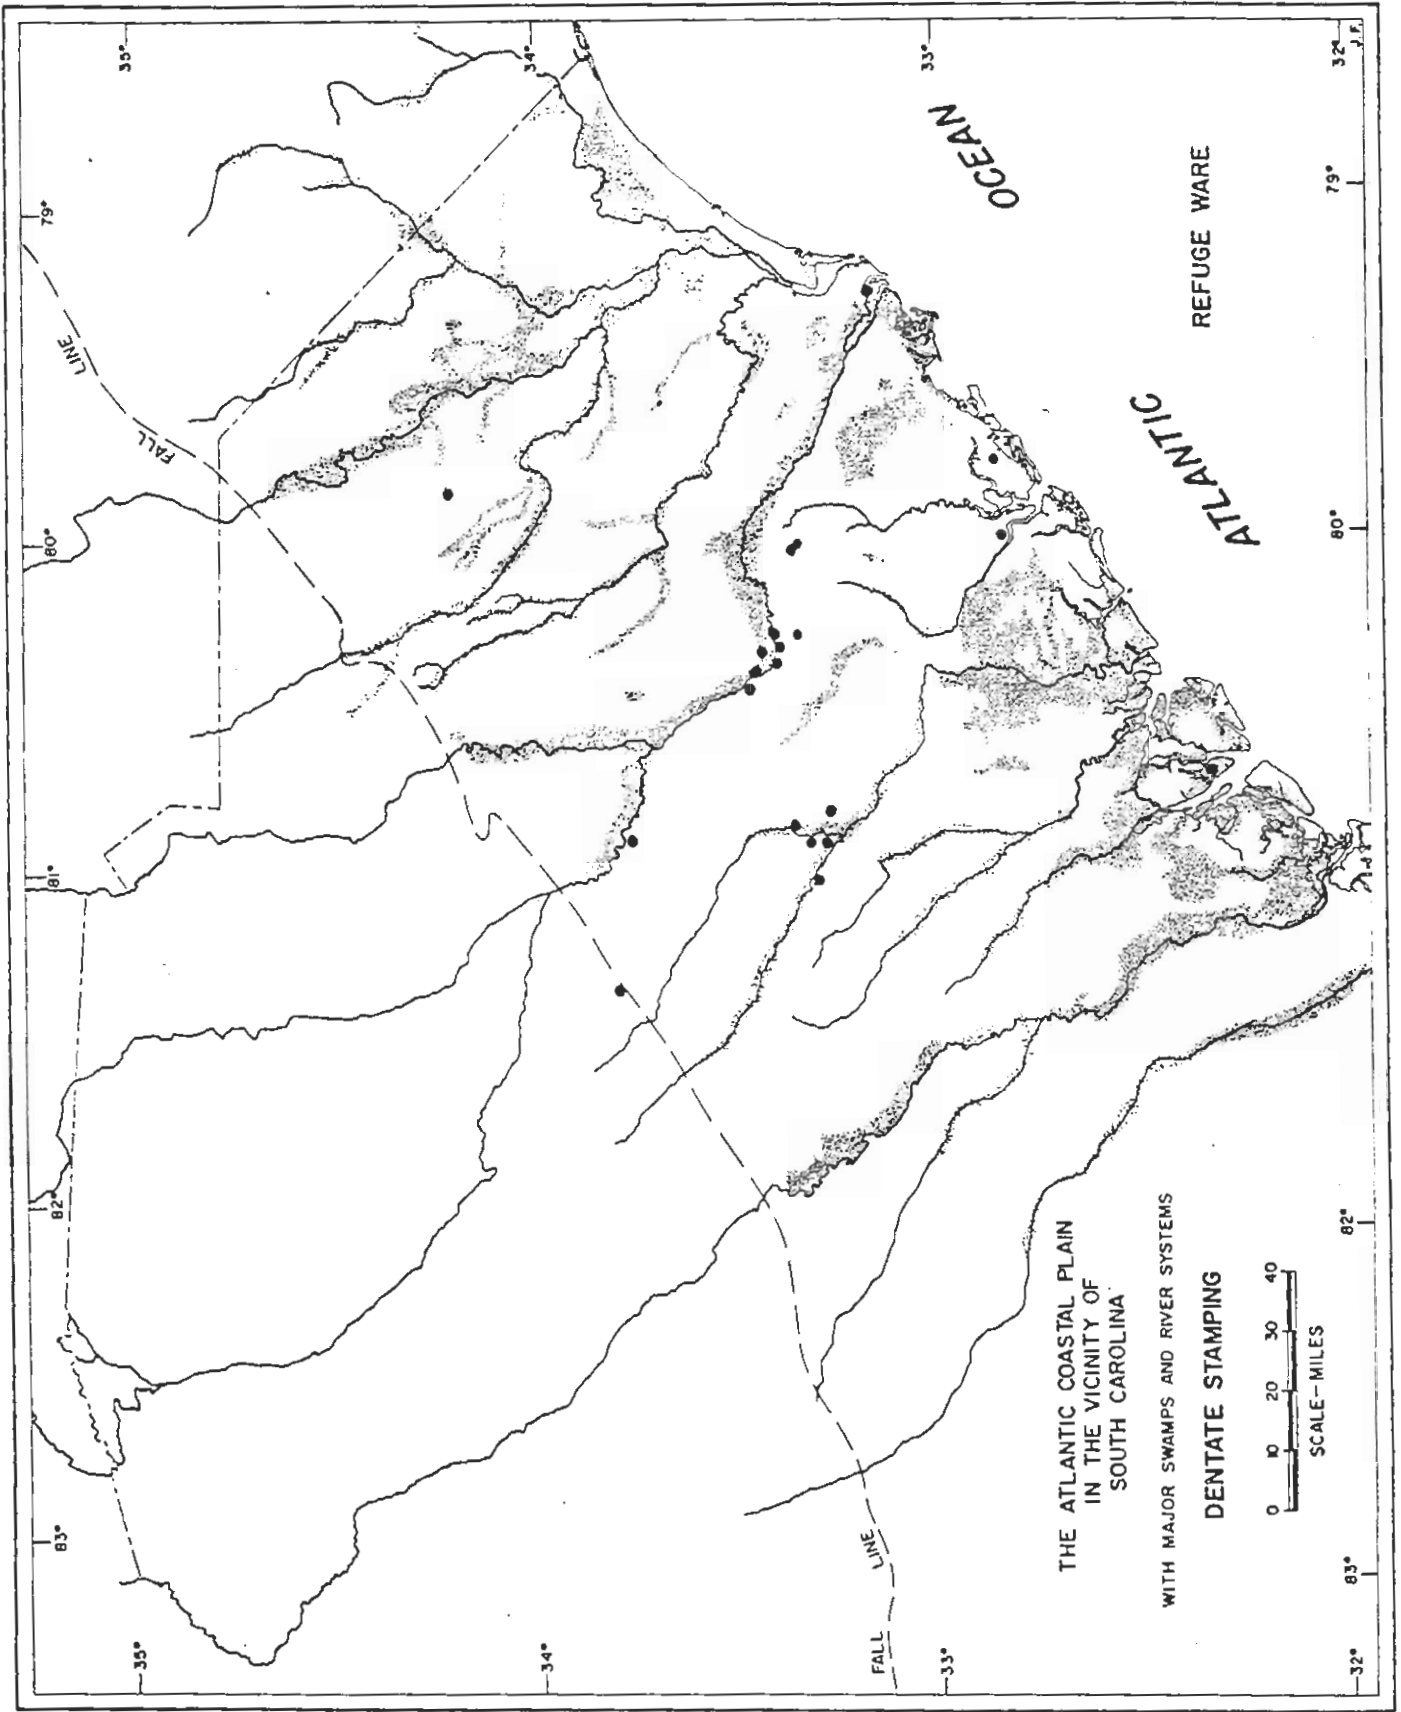 THE ATLANTIC COASTAL PLAIN
IN THE VICINITY OF
SOUTH CAROLINA
WITH MAJOR SWAMPS AND RIVER SYSTEMS
DENTATE STAMPING
0 10 20 30 40
SCALE-MILES
REFUGE WARE
ATLANTIC
OCEAN
FALL
LINE
FALL
LINE
83°
82°
81°
80°
79°
35°
34°
33°
32°
83°
82°
80°
79°
35°
34°
33°
32°
J.F.